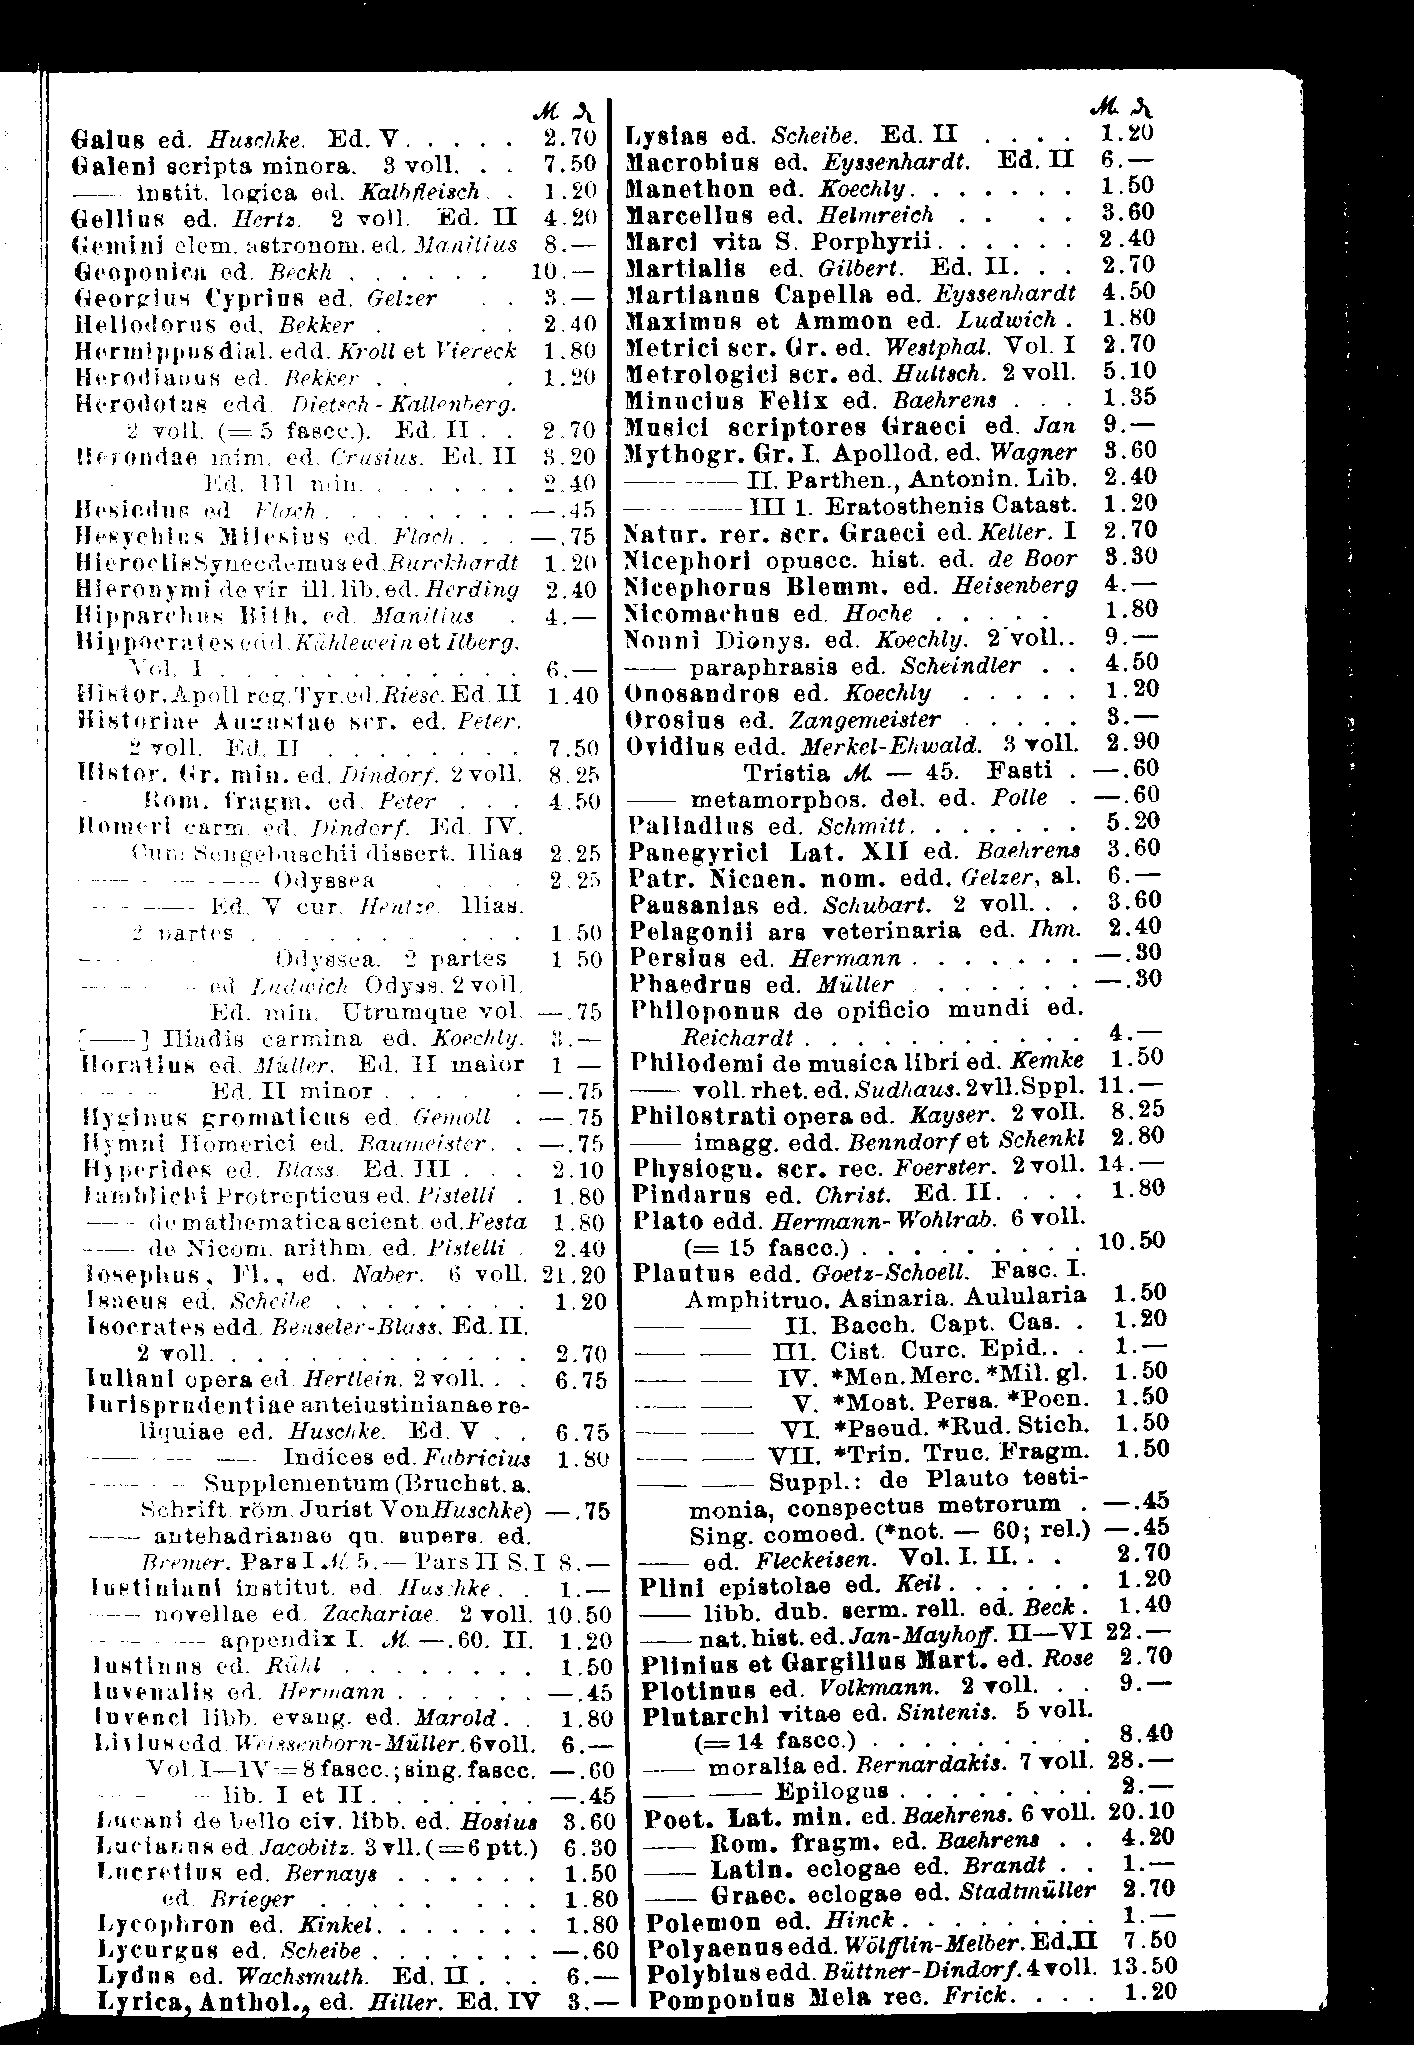 M. ₰
Gaius ed. Huschke. Ed. V. . . . . 2.70
Galeni scripta minora. 3 voll. . . 7.50
—— instit. logica ed. Kalbfleisch . . 1.20
Gellius ed. Hertz. 2 voll. Ed. II 4.20
Gemini elem. astronom. ed. Manitius 8.—
Geoponica ed. Beckh . . . . . . 10.—
Georgius Cyprius ed. Gelzer . . 3.—
Heliodorus ed. Bekker . . . 2.40
Hermippus dial. edd. Kroll et Viereck 1.80
Herodianus ed. Bekker . . . 1.20
Herodotus edd. Dietsch-Kallenberg.
2 voll. (= 5 fascc.). Ed. II . . 2.70
Herondae mim. ed. Crusius. Ed. II 3.20
Ed. III min. . . . . . . 2.40
Hesiodus ed. Flach . . . . . . . . —.45
Hesychius Milesius ed. Flach. . . —.75
Hieroclis Synecdemus ed. Burckhardt 1.20
Hieronymi de vir ill. lib. ed. Herding 2.40
Hipparchus Bith. ed. Manitius . 4.—
Hippocrates edd. Kühlewein et Ilberg.
Vol. I . . . . . . . . . . . . 6.—
Histor. Apoll reg. Tyr. ed. Riese. Ed. II 1.40
Historiae Augustae scr. ed. Peter.
2 voll. Ed. II . . . . . . . . 7.50
Histor. Gr. min. ed. Dindorf. 2 voll. 8.25
- Rom. fragm. ed. Peter . . . 4.50
Homeri carm. ed. Dindorf. Ed. IV.
Cum Sengebuschii dissert. Ilias 2.25
—— —— Odyssea . . . . 2.25
—— —— Ed. V cur. Hentze. Ilias.
2 partes . . . . . . . . . . . 1.50
—— Odyssea. 2 partes 1 50
—— — ed Ludwich Odyss. 2 voll.
Ed. min. Utrumque vol. —.75
[——] Iliadis carmina ed. Koechly. 3.—
Horatius ed. Müller. Ed. II maior 1 —
—— Ed. II minor . . . . . —.75
Hyginus gromaticus ed. Gemoll . —.75
Hymni Homerici ed. Baumeister. . —.75
Hyperides ed. Blass. Ed. III . . . 2.10
Iamblichi Protrepticus ed. Pistelli . 1.80
—— de mathematica scient. ed. Festa 1.80
—— de Nicom. arithm. ed. Pistelli . 2.40
Iosephus, Fl., ed. Naber. 6 voll. 21.20
Isaeus ed. Scheibe . . . . . . . . 1.20
Isocrates edd. Benseler-Blass. Ed. II.
2 voll. . . . . . . . . . . . . 2.70
Iuliani opera ed. Hertlein. 2 voll. . . 6.75
Iurisprudentiae anteiustinianae re-
liquiae ed. Huschke. Ed. V . . 6.75
—— —— Indices ed. Fabricius 1.80
—— — Supplementum (Bruchst. a.
Schrift. röm. Jurist Von Huschke) —.75
—— antehadrianae qu. supers. ed.
Bremer. Pars I M. 5.— Pars II S. I 8.—
Iustiniani institut. ed. Huschke . . 1.—
—— novellae ed. Zachariae. 2 voll. 10.50
—— —— appendix I. M. —.60. II. 1.20
Iustinus ed. Rühl . . . . . . . . 1.50
Iuvenalis ed. Hermann . . . . . . —.45
Iuvenci libb. evang. ed. Marold. . 1.80
Livius edd. Weissenborn-Müller. 6 voll. 6.—
Vol. I—IV = 8 fascc.; sing. fascc. —.60
—— — lib. I et II. . . . . . . —.45
Lucani de bello civ. libb. ed. Hosius 3.60
Lucianus ed. Jacobitz. 3 vll. (= 6 ptt.) 6.30
Lucretius ed. Bernays . . . . . . 1.50
ed. Brieger . . . . . . . . 1.80
Lycophron ed. Kinkel. . . . . . . 1.80
Lycurgus ed. Scheibe . . . . . . . —.60
Lydus ed. Wachsmuth. Ed. II . . . 6.—
Lyrica, Anthol., ed. Hiller. Ed. IV 3.—
M. ₰
Lysias ed. Scheibe. Ed. II . . . . 1.20
Macrobius ed. Eyssenhardt. Ed. II 6.—
Manethon ed. Koechly. . . . . . . 1.50
Marcellus ed. Helmreich . . . . 3.60
Marci vita S. Porphyrii. . . . . . 2.40
Martialis ed. Gilbert. Ed. II. . . 2.70
Martianus Capella ed. Eyssenhardt 4.50
Maximus et Ammon ed. Ludwich . 1.80
Metrici scr. Gr. ed. Westphal. Vol. I 2.70
Metrologici scr. ed. Hultsch. 2 voll. 5.10
Minucius Felix ed. Baehrens . . . 1.35
Musici scriptores Graeci ed. Jan 9.—
Mythogr. Gr. I. Apollod. ed. Wagner 3.60
—— —— II. Parthen., Antonin. Lib. 2.40
—— —— III 1. Eratosthenis Catast. 1.20
Natur. rer. scr. Graeci ed. Keller. I 2.70
Nicephori opuscc. hist. ed. de Boor 3.30
Nicephorus Blemm. ed. Heisenberg 4.—
Nicomachus ed. Hoche . . . . . 1.80
Nonni Dionys. ed. Koechly. 2 voll.. 9.—
—— paraphrasis ed. Scheindler . . 4.50
Onosandros ed. Koechly . . . . . 1.20
Orosius ed. Zangemeister . . . . . 3.—
Ovidius edd. Merkel-Ehwald. 3 voll. 2.90
Tristia M. — 45. Fasti . —.60
—— metamorphos. del. ed. Polle . —.60
Palladius ed. Schmitt. . . . . . . 5.20
Panegyrici Lat. XII ed. Baehrens 3.60
Patr. Nicaen. nom. edd. Gelzer, al. 6.—
Pausanias ed. Schubart. 2 voll. . . 3.60
Pelagonii ars veterinaria ed. Ihm. 2.40
Persius ed. Hermann . . . . . . . —.30
Phaedrus ed. Müller . . . . . . . —.30
Philoponus de opificio mundi ed.
Reichardt . . . . . . . . . . . 4.—
Philodemi de musica libri ed. Kemke 1.50
—— voll. rhet. ed. Sudhaus. 2 vll. Sppl. 11.—
Philostrati opera ed. Kayser. 2 voll. 8.25
—— imagg. edd. Benndorf et Schenkl 2.80
Physiogn. scr. rec. Foerster. 2 voll. 14.—
Pindarus ed. Christ. Ed. II. . . . 1.80
Plato edd. Hermann-Wohlrab. 6 voll.
(= 15 fascc.) . . . . . . . . . 10.50
Plautus edd. Goetz-Schoell. Fasc. I.
Amphitruo. Asinaria. Aulularia 1.50
—— —— II. Bacch. Capt. Cas. . 1.20
—— —— III. Cist. Curc. Epid.. . 1.—
—— —— IV. *Men. Merc. *Mil. gl. 1.50
—— —— V. *Most. Persa. *Poen. 1.50
—— —— VI. *Pseud. *Rud. Stich. 1.50
—— —— VII. *Trin. Truc. Fragm. 1.50
—— —— Suppl.: de Plauto testi-
monia, conspectus metrorum . —.45
Sing. comoed. (*not. — 60; rel.) —.45
—— ed. Fleckeisen. Vol. I. II. . . 2.70
Plini epistolae ed. Keil. . . . . . 1.20
—— libb. dub. serm. rell. ed. Beck . 1.40
—— nat. hist. ed. Jan-Mayhoff. II—VI 22.—
Plinius et Gargilius Mart. ed. Rose 2.70
Plotinus ed. Volkmann. 2 voll. . . 9.—
Plutarchi vitae ed. Sintenis. 5 voll.
(= 14 fascc.) . . . . . . . . . 8.40
—— moralia ed. Bernardakis. 7 voll. 28.—
—— —— Epilogus . . . . . . . 2.—
Poet. Lat. min. ed. Baehrens. 6 voll. 20.10
—— Rom. fragm. ed. Baehrens . . 4.20
—— Latin. eclogae ed. Brandt . . 1.—
—— Graec. eclogae ed. Stadtmüller 2.70
Polemon ed. Hinck. . . . . . . . 1.—
Polyaenus edd. Wölfflin-Melber. Ed. II 7.50
Polybius edd. Büttner-Dindorf. 4 voll. 13.50
Pomponius Mela rec. Frick. . . . 1.20